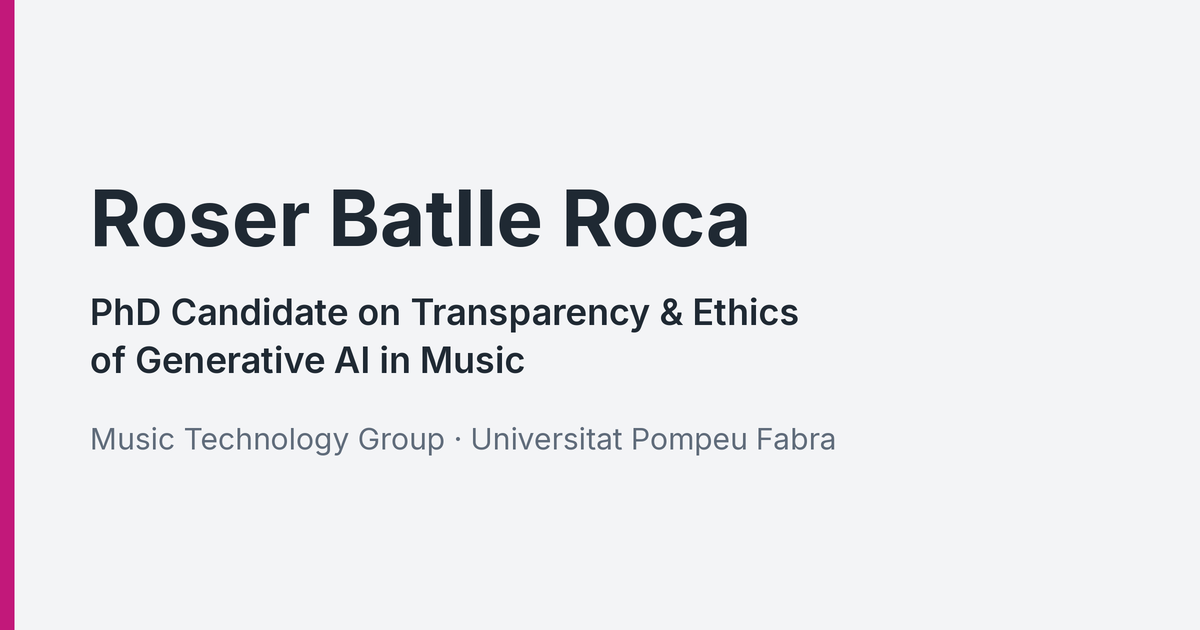 Roser Batlle Roca
PhD Candidate on Transparency & Ethics
of Generative AI in Music
Music Technology Group · Universitat Pompeu Fabra